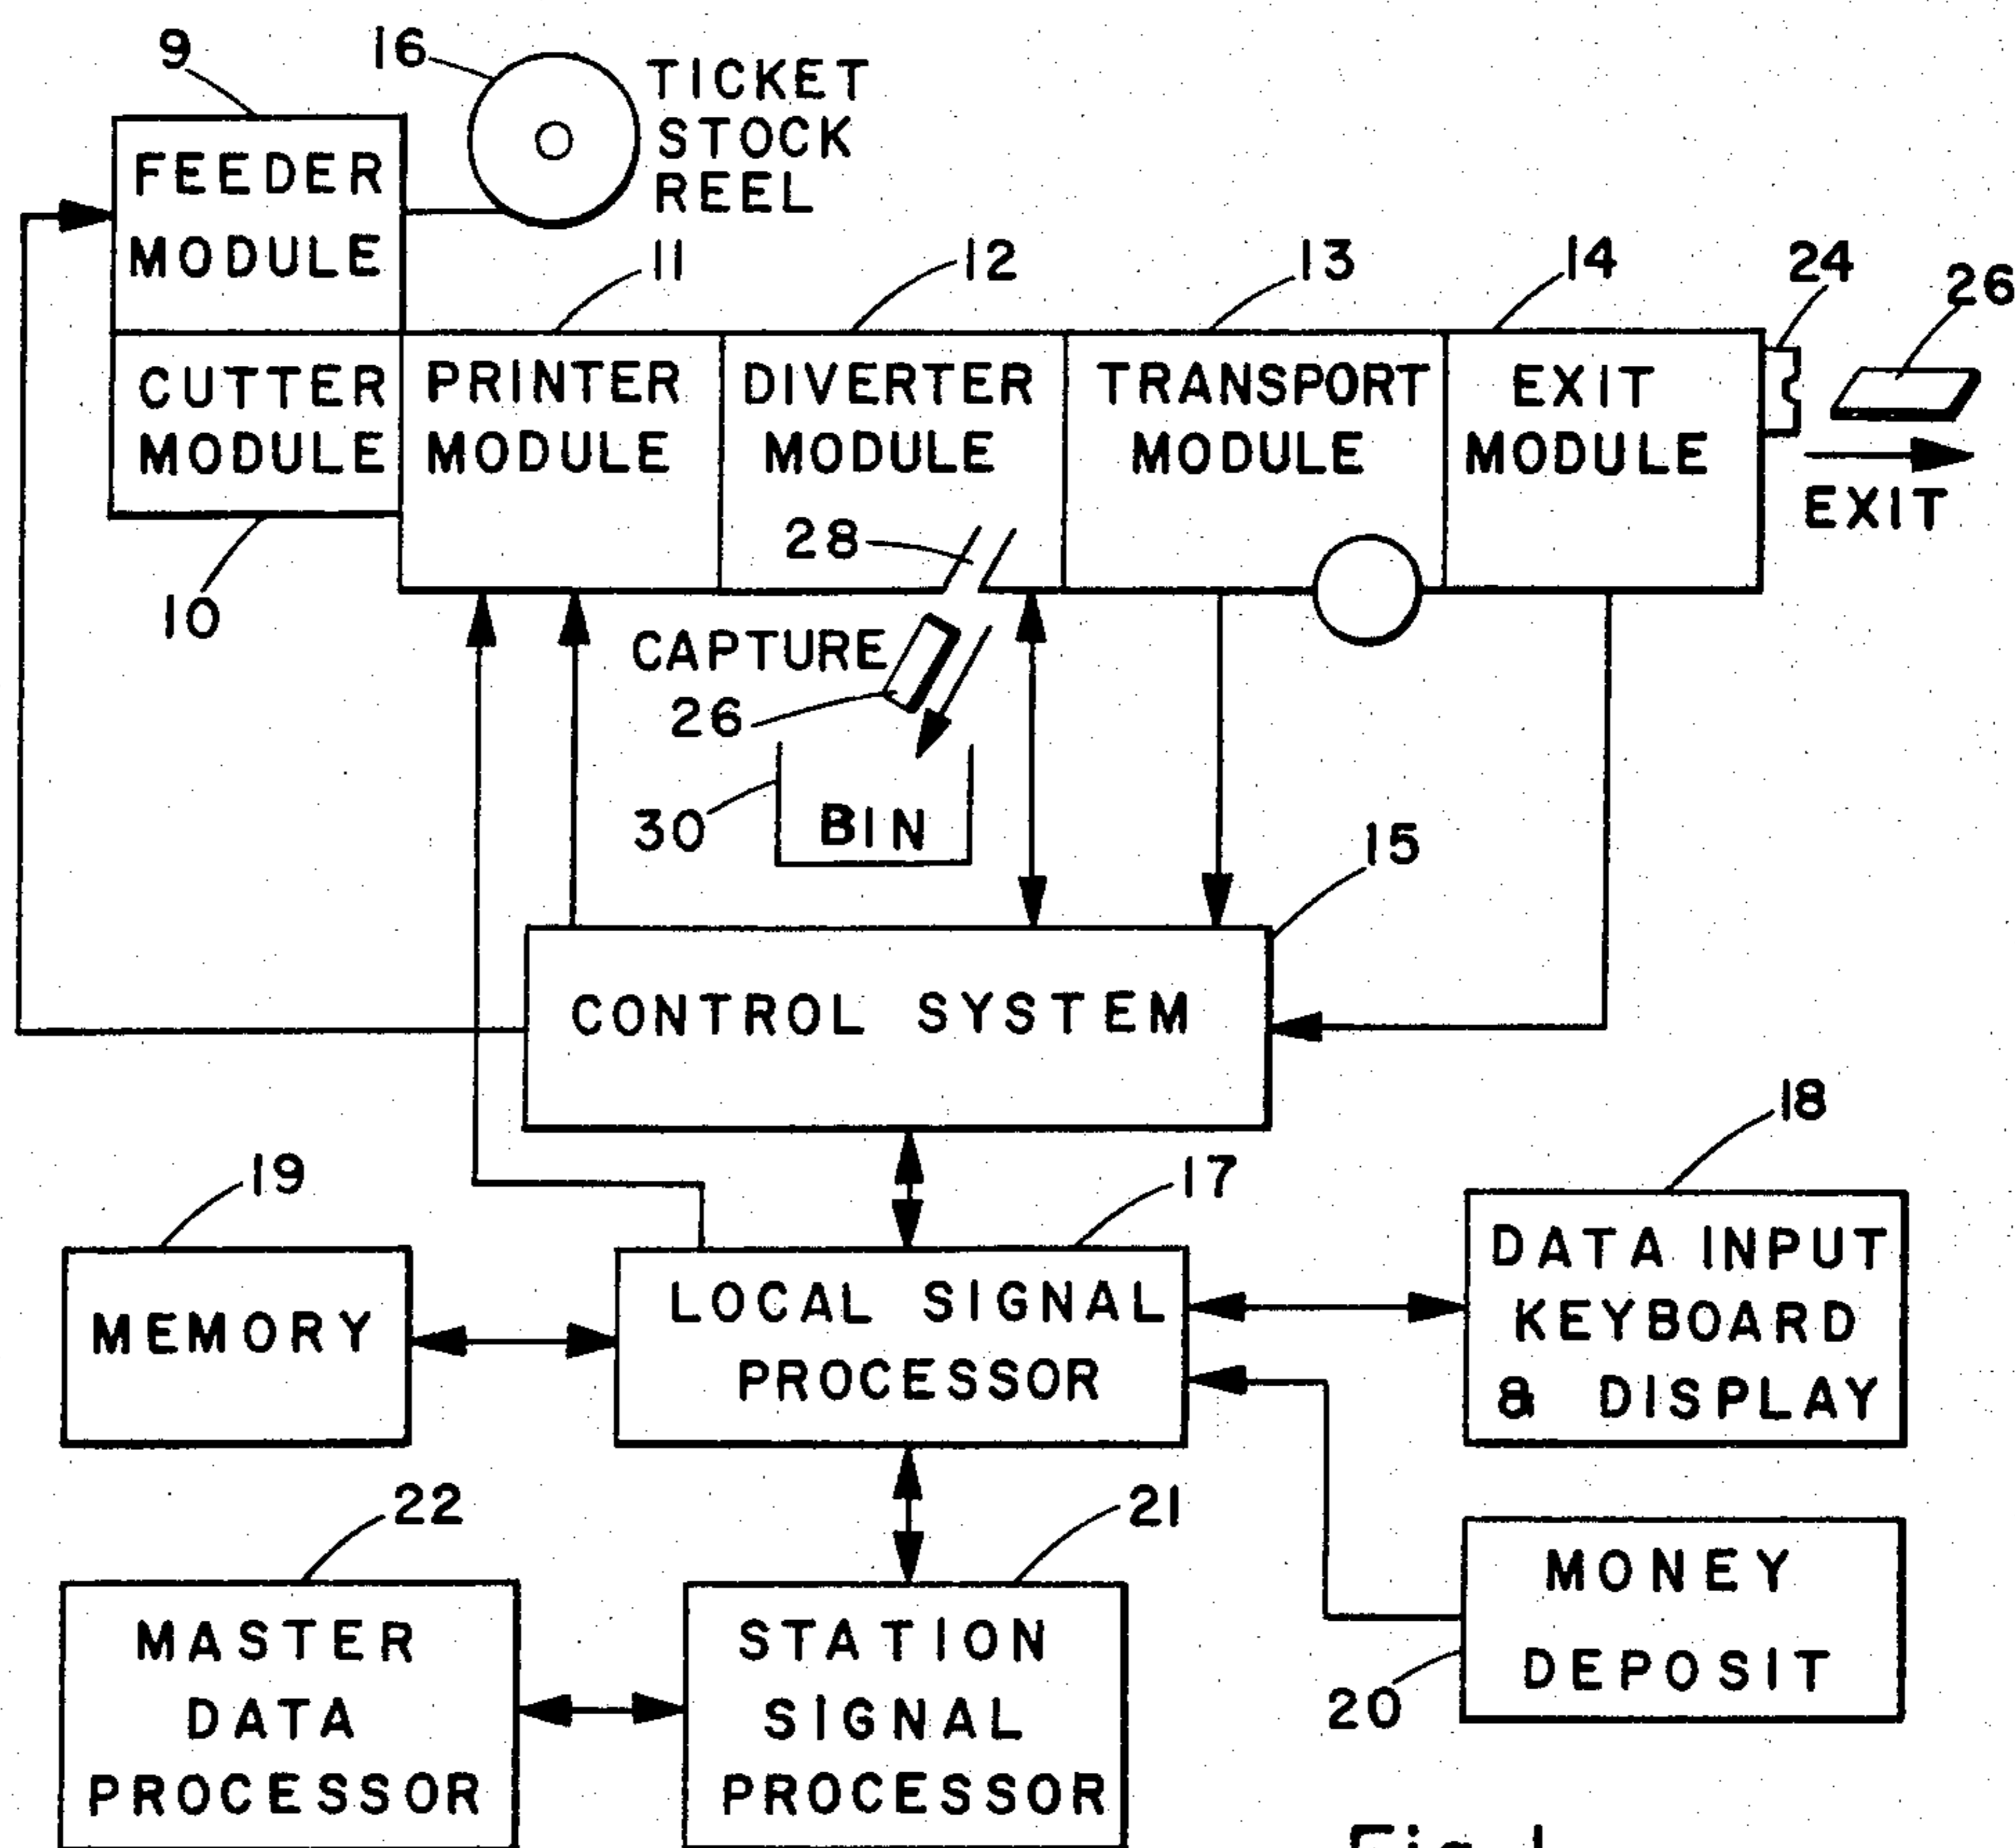 9
16
TICKET
STOCK
REEL
FEEDER
MODULE
11
12
13
14
24
26
CUTTER
MODULE
PRINTER
MODULE
DIVERTER
MODULE
TRANSPORT
MODULE
EXIT
MODULE
EXIT
28
10
CAPTURE
26
30
BIN
15
CONTROL SYSTEM
18
19
17
MEMORY
LOCAL SIGNAL
PROCESSOR
DATA INPUT
KEYBOARD
& DISPLAY
22
21
MASTER
DATA
PROCESSOR
STATION
SIGNAL
PROCESSOR
MONEY
DEPOSIT
20
Fig. 1